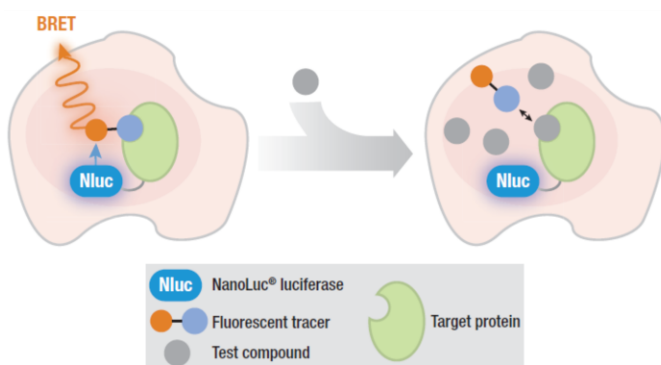 BRET
Nluc
Nluc
Nluc NanoLuc® luciferase
Fluorescent tracer
Test compound
Target protein